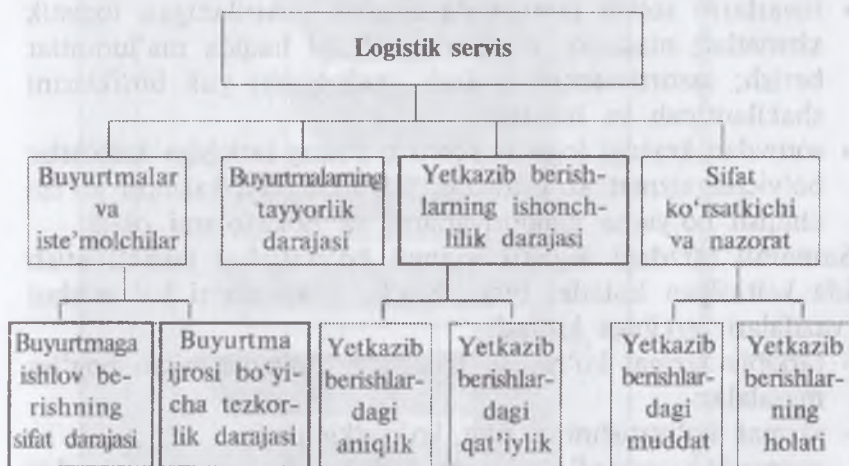 Logistik servis
Buyurtmalar
va
iste'molchilar
Buyurtmalarning
tayyorlik
darajasi
Yetkazib berish-
larning ishonch-
lilik darajasi
Sifat
ko'rsatkichi
va nazorat
Buyurtmaga
ishlov be-
rishning
sifat darajasi
Buyurtma
ijrosi bo'yi-
cha tezkor-
lik darajasi
Yetkazib
berishlar-
dagi
aniqlik
Yetkazib
berishlar-
dagi
qat'iylik
Yetkazib
berishlar-
dagi
muddat
Yetkazib
berishlar-
ning
holati